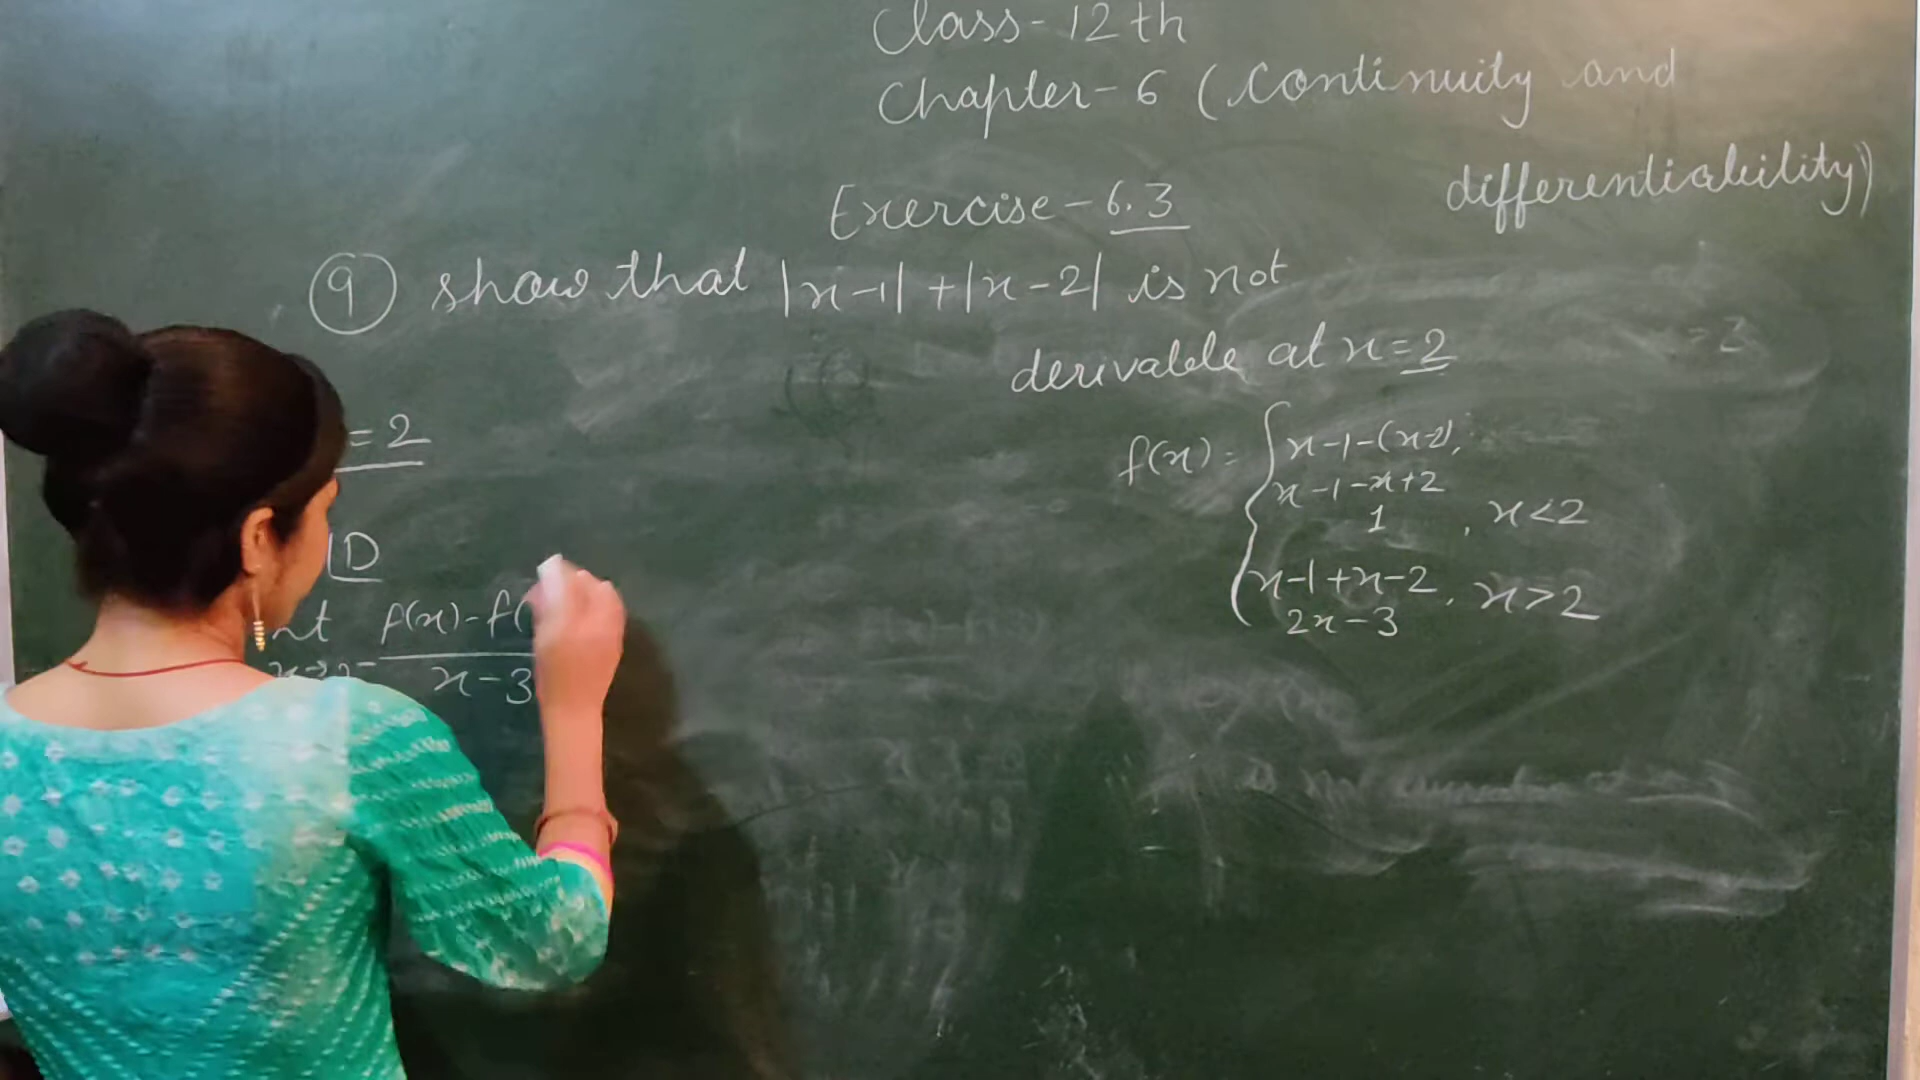 Class-12th
Chapter-6 (Continuity and
differentiability)
Exercise-6.3
9 show that |x-1|+|x-2| is not
derivable at x=2
=2
f(x) = { x-1-(x-2),
x-1-x+2
1 , x<2
x-1+x-2, x>2
2x-3
LD
f(x)-f(
x-3